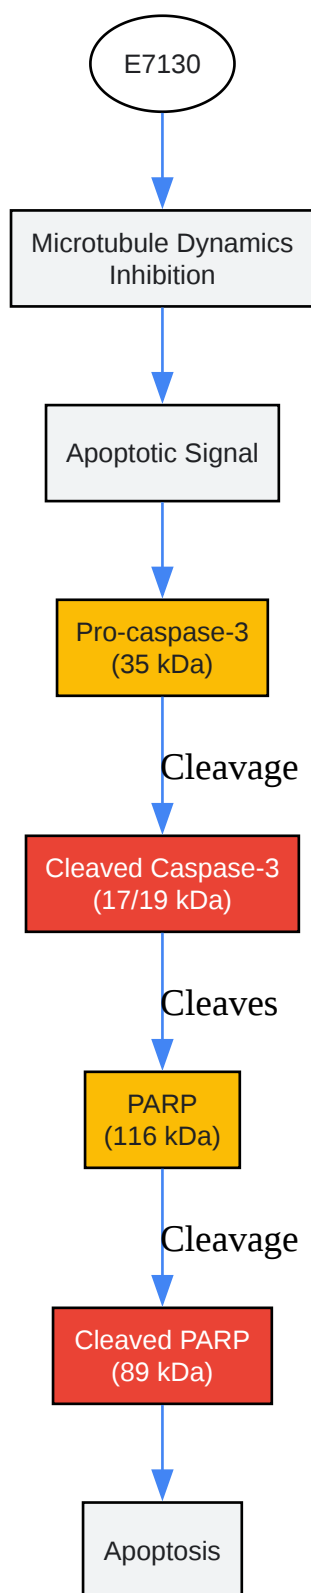 E7130
Microtubule Dynamics
Inhibition
Apoptotic Signal
Pro-caspase-3
(35 kDa)
Cleavage
Cleaved Caspase-3
(17/19 kDa)
Cleaves
PARP
(116 kDa)
Cleavage
Cleaved PARP
(89 kDa)
Apoptosis